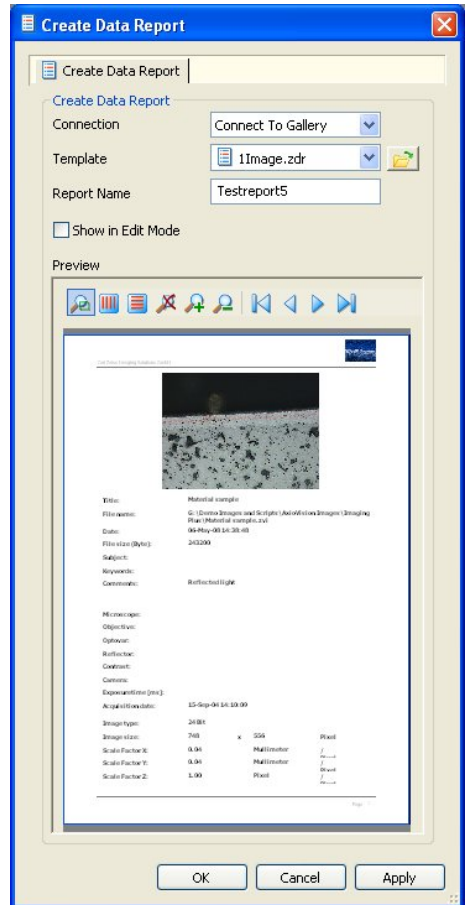 Create Data Report
Create Data Report
Create Data Report
Connection Connect To Gallery
Template 1Image.zdr
Report Name Testreport5
Show in Edit Mode
Preview
Title: Material sample
File name: G:\Demo Images and Scripts\AxioVision Images\Imaging
Plus\Material sample.zvi
Date: 06-May-08 14:38:48
File size (Byte): 243200
Subject:
Keywords:
Comments: Reflected light
Microscope:
Objective:
Optovar:
Reflector:
Contrast:
Camera:
Exposuretime [ms]:
Acquisition date: 15-Sep-04 14:10:09
Image type: 24 Bit
Image size: 748 x 556 Pixel
Scale Factor X: 0.04 Mullimeter /
Scale Factor Y: 0.04 Mullimeter /
Scale Factor Z: 1.00 Pixel /
Page
OK Cancel Apply